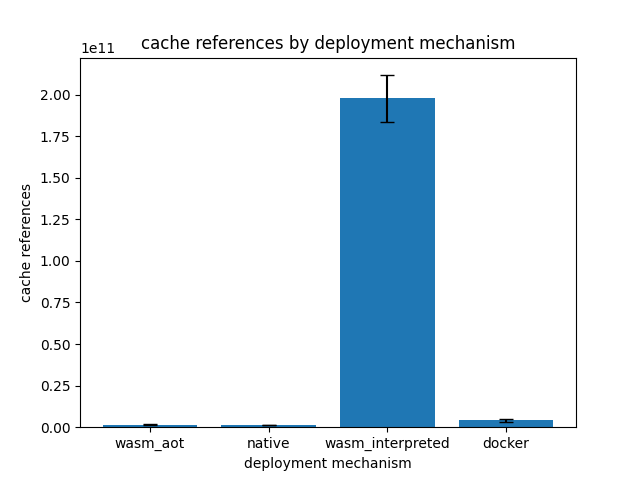 cache references by deployment mechanism
1e11
2.00
1.75
1.50
1.25
1.00
0.75
0.50
0.25
0.00
cache references
wasm_aot native wasm_interpreted docker
deployment mechanism